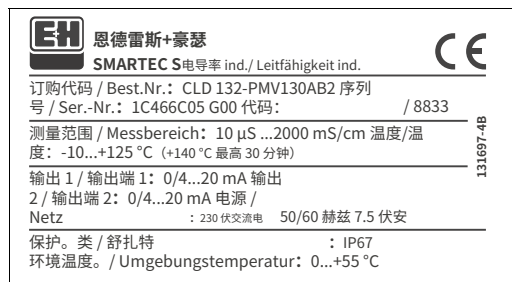 E+H
恩德雷斯+豪瑟
SMARTEC S电导率 ind./ Leitfähigkeit ind.
CE
订购代码 / Best.Nr.：CLD 132-PMV130AB2 序列
号 / Ser.-Nr.：1C466C05 G00 代码： / 8833
测量范围 / Messbereich：10 µS ...2000 mS/cm 温度/温
度：-10...+125 °C（+140 °C 最高 30 分钟）
输出 1 / 输出端 1：0/4...20 mA 输出
2 / 输出端 2：0/4...20 mA 电源 /
Netz ：230 伏交流电 50/60 赫兹 7.5 伏安
保护。类 / 舒扎特 ：IP67
环境温度。/ Umgebungstemperatur：0...+55 °C
131697-4B